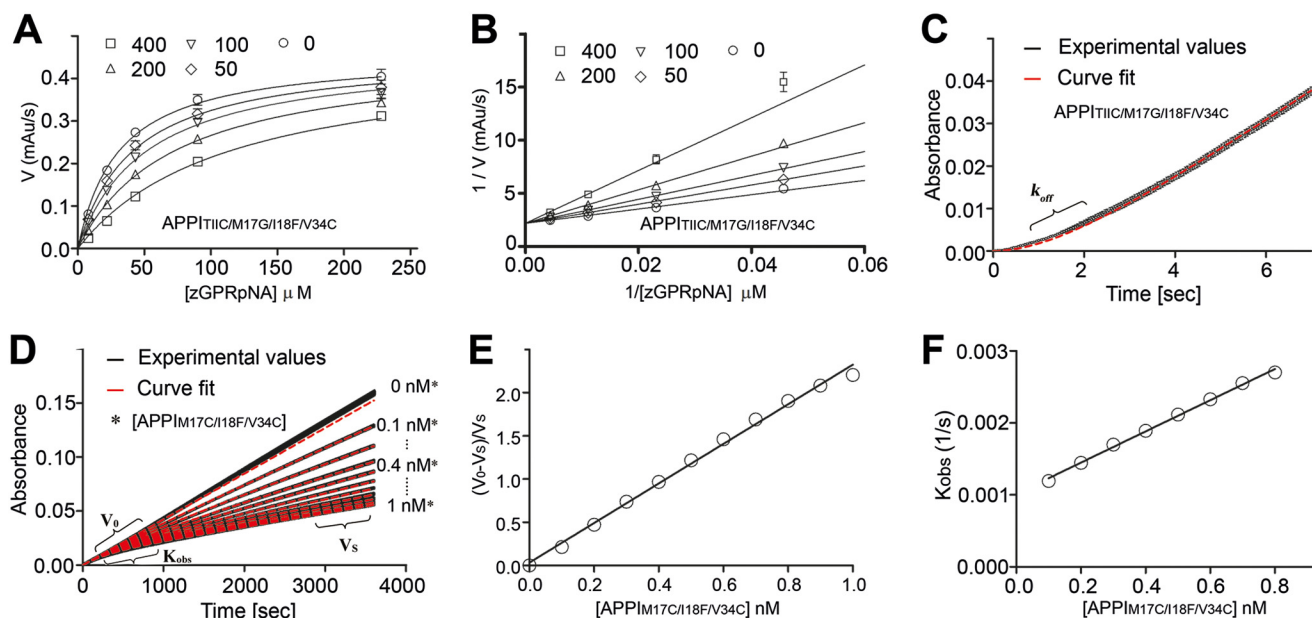 A
400 100 0
200 50
V (mAu/s)
0.4
0.3
0.2
0.1
0.0
APPITIIC/M17G/I18F/V34C
0 50 100 150 200 250
[zGPRpNA] μM
B
400 100 0
200 50
1 / V (mAu/s)
15
10
5
0
APPITIIC/M17G/I18F/V34C
0.00 0.02 0.04 0.06
1/[zGPRpNA] μM
C
Experimental values
Curve fit
APPITIIC/M17G/I18F/V34C
Absorbance
0.04
0.03
0.02
0.01
0.00
koff
0 2 4 6
Time [sec]
D
Experimental values
Curve fit
* [APPIM17C/I18F/V34C]
Absorbance
0.15
0.10
0.05
0.00
0 nM*
0.1 nM*
0.4 nM*
1 nM*
V0
Kobs
VS
0 1000 2000 3000 4000
Time [sec]
E
(V0-VS)/VS
2.0
1.5
1.0
0.5
0.0
0.0 0.2 0.4 0.6 0.8 1.0
[APPIM17C/I18F/V34C] nM
F
Kobs (1/s)
0.003
0.002
0.001
0.000
0.0 0.2 0.4 0.6 0.8 1.0
[APPIM17C/I18F/V34C] nM